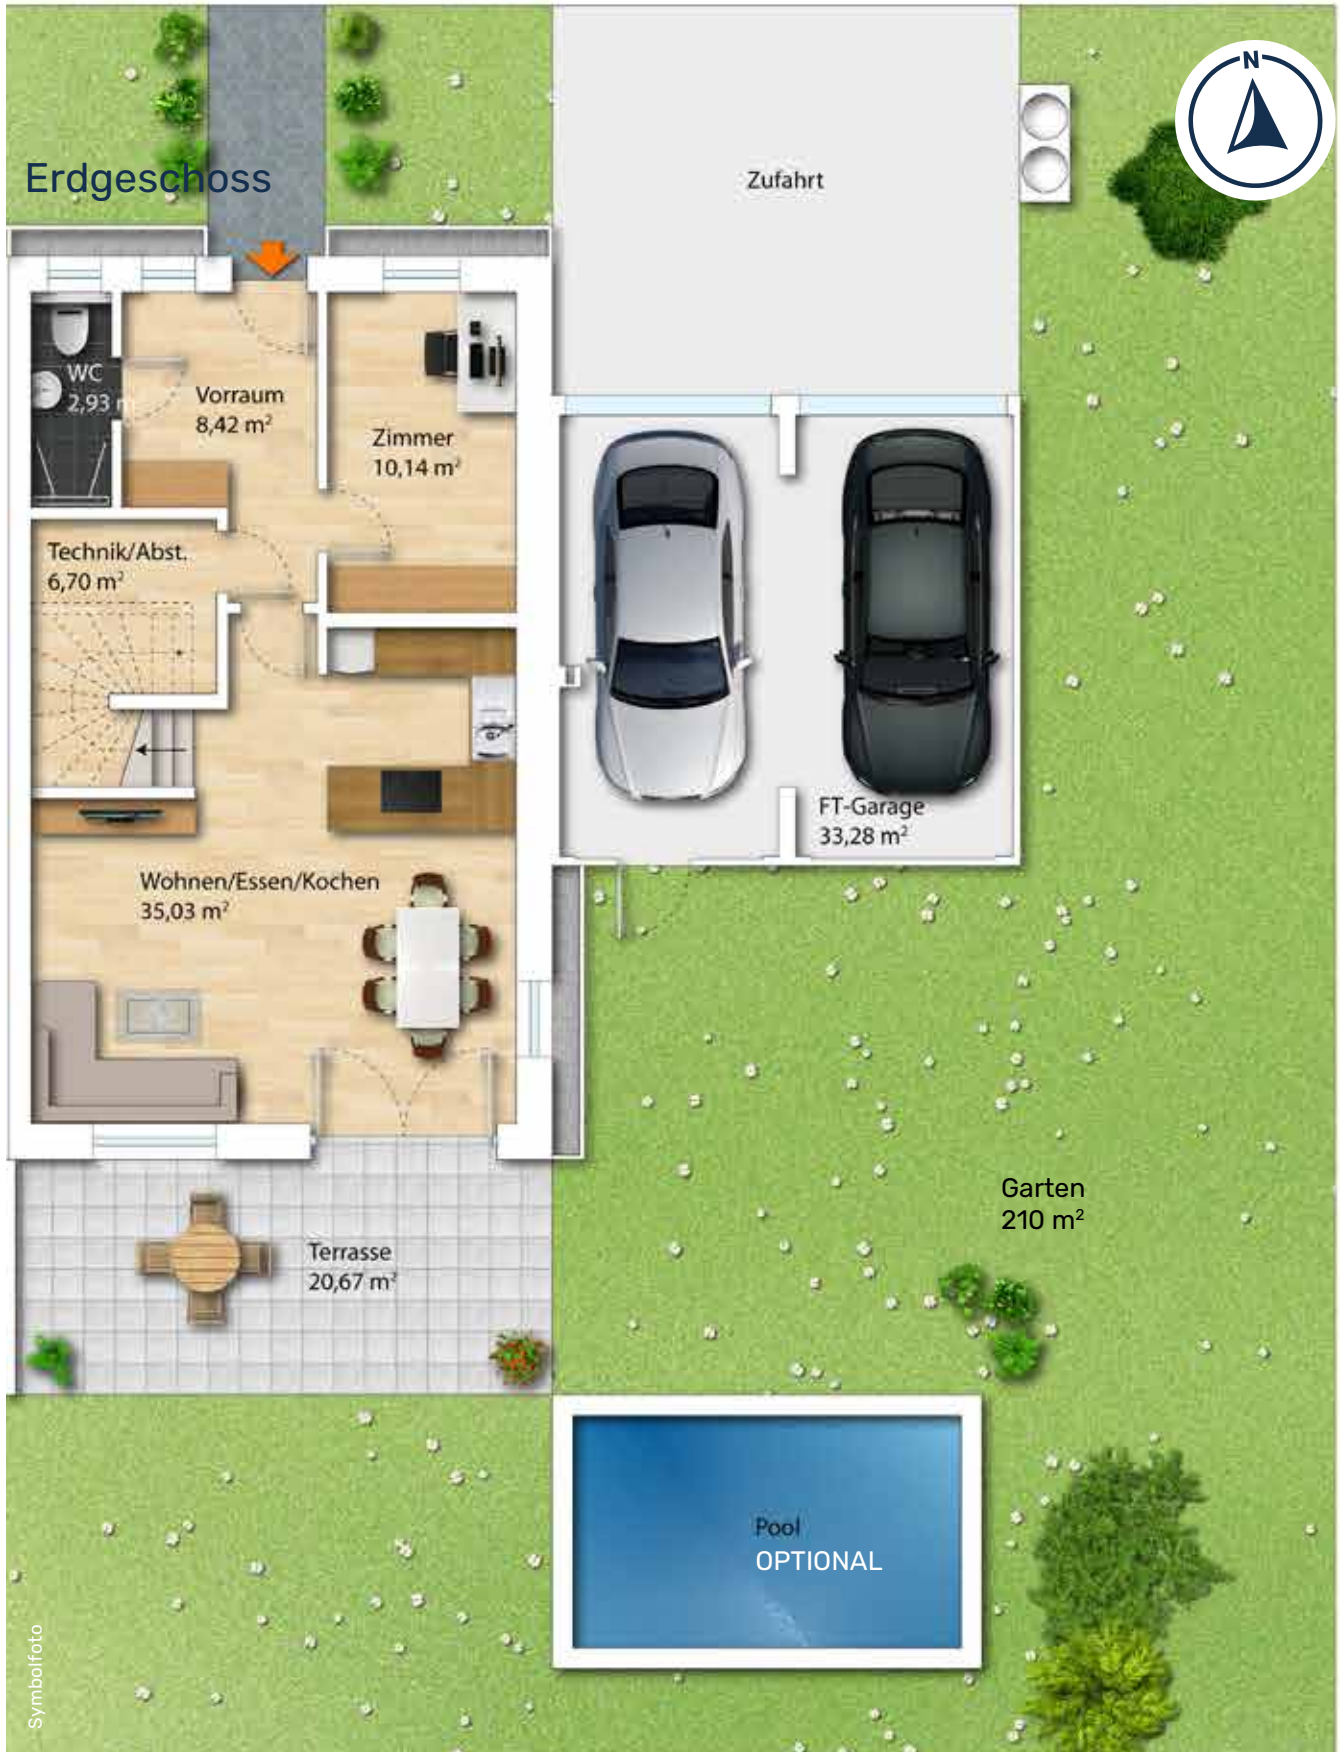 N
Zufahrt
Erdgeschoss
WC
2,93 m
Vorraum
8,42 m²
Zimmer
10,14 m²
Technik/Abst.
6,70 m²
FT-Garage
33,28 m²
Wohnen/Essen/Kochen
35,03 m²
Garten
210 m²
Terrasse
20,67 m²
Pool
OPTIONAL
Symbolfoto